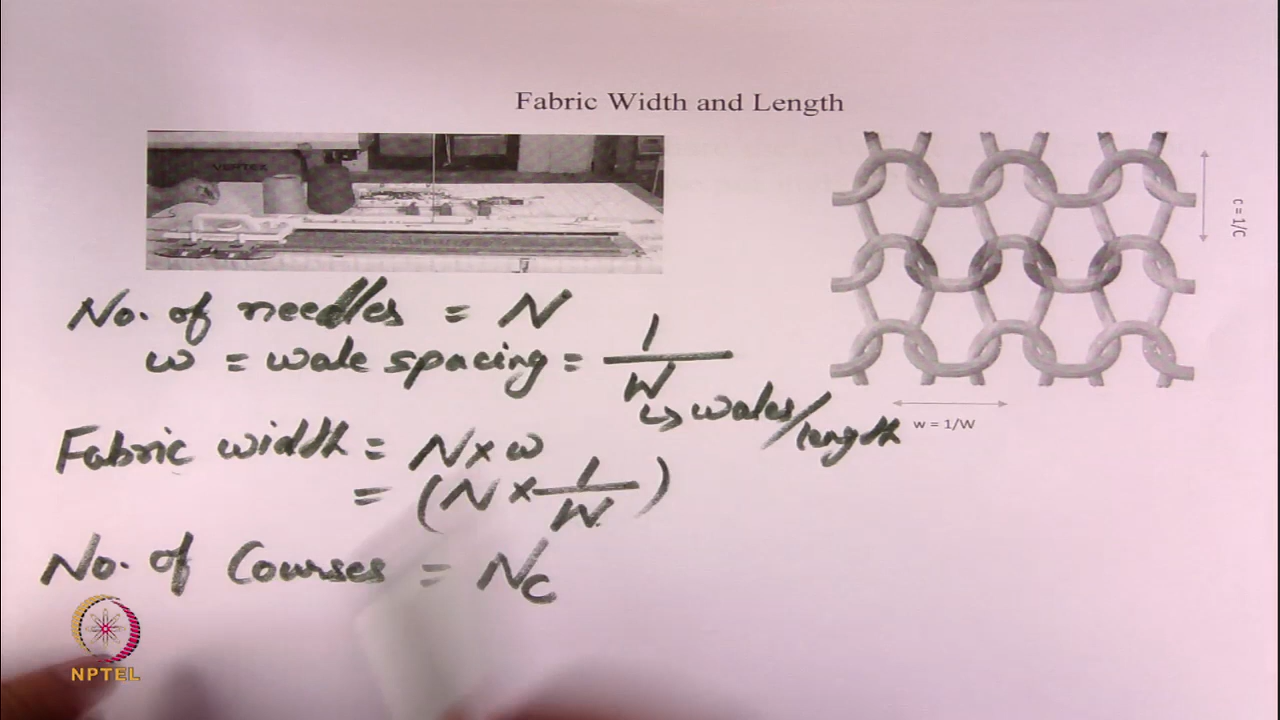 Fabric Width and Length
VERTEX
c = 1/C
No. of needles = N
w = wale spacing = 1/W
↳ wales/length
w = 1/W
Fabric width = N × w
= (N × 1/W)
No. of Courses = Nc
NPTEL